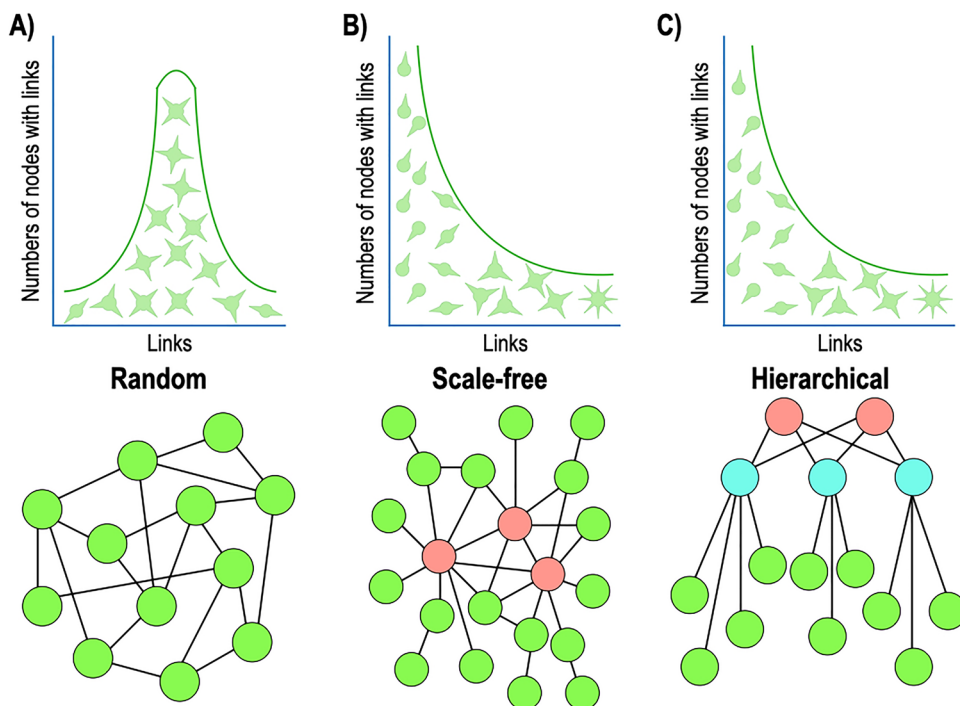 A)
Numbers of nodes with links
Links
Random
B)
Numbers of nodes with links
Links
Scale-free
C)
Numbers of nodes with links
Links
Hierarchical